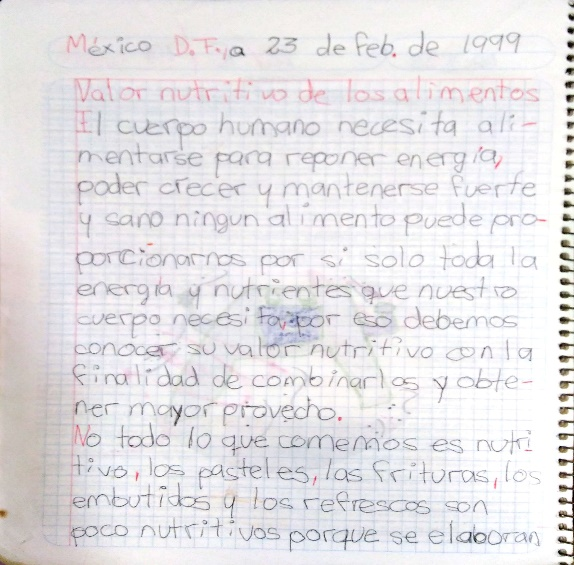 México D.F., a 23 de feb. de 1999
Valor nutritivo de los alimentos
El cuerpo humano necesita ali-
mentarse para reponer energía,
poder crecer y mantenerse fuerte
y sano ningun alimento puede pro-
porcionarnos por si solo toda la
energía y nutrientes que nuestro
cuerpo necesita, por eso debemos
conocer su valor nutritivo con la
finalidad de combinarlos y obte-
ner mayor provecho.
No todo lo que comemos es nutri
tivo, los pasteles, las frituras, los
embutidos y los refrescos son
poco nutritivos porque se elaboran